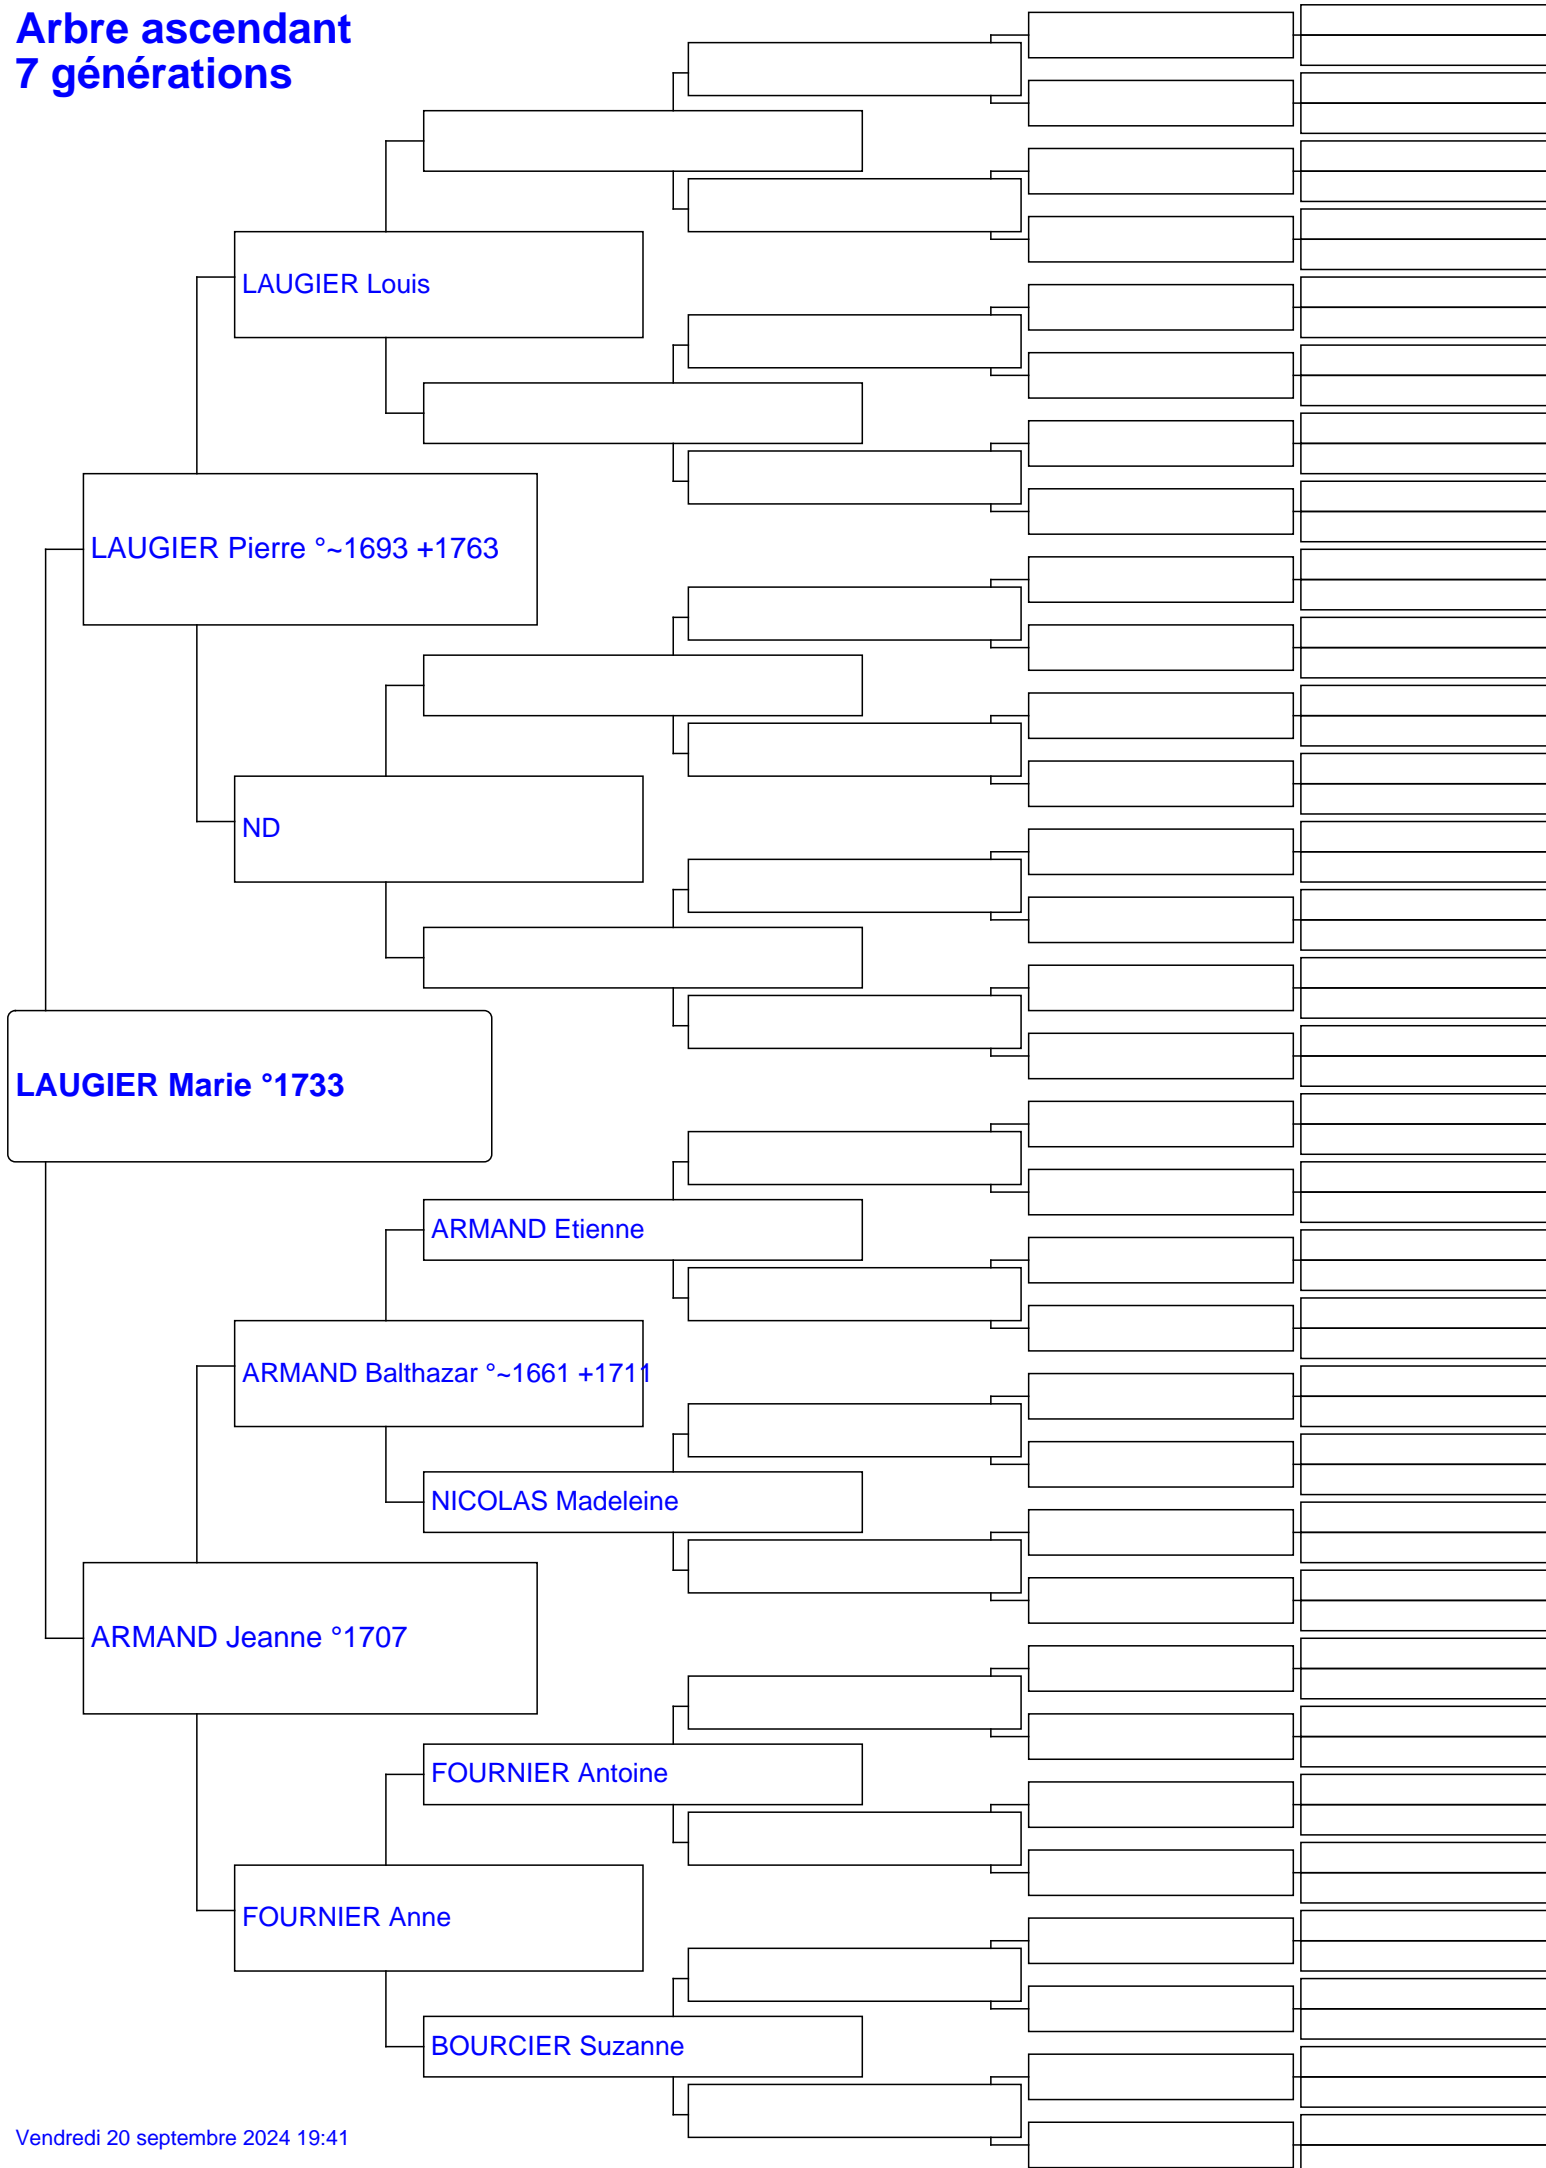 Arbre ascendant
7 générations
LAUGIER Louis
LAUGIER Pierre °~1693 +1763
ND
LAUGIER Marie °1733
ARMAND Etienne
ARMAND Balthazar °~1661 +1711
NICOLAS Madeleine
ARMAND Jeanne °1707
FOURNIER Antoine
FOURNIER Anne
BOURCIER Suzanne
Vendredi 20 septembre 2024 19:41